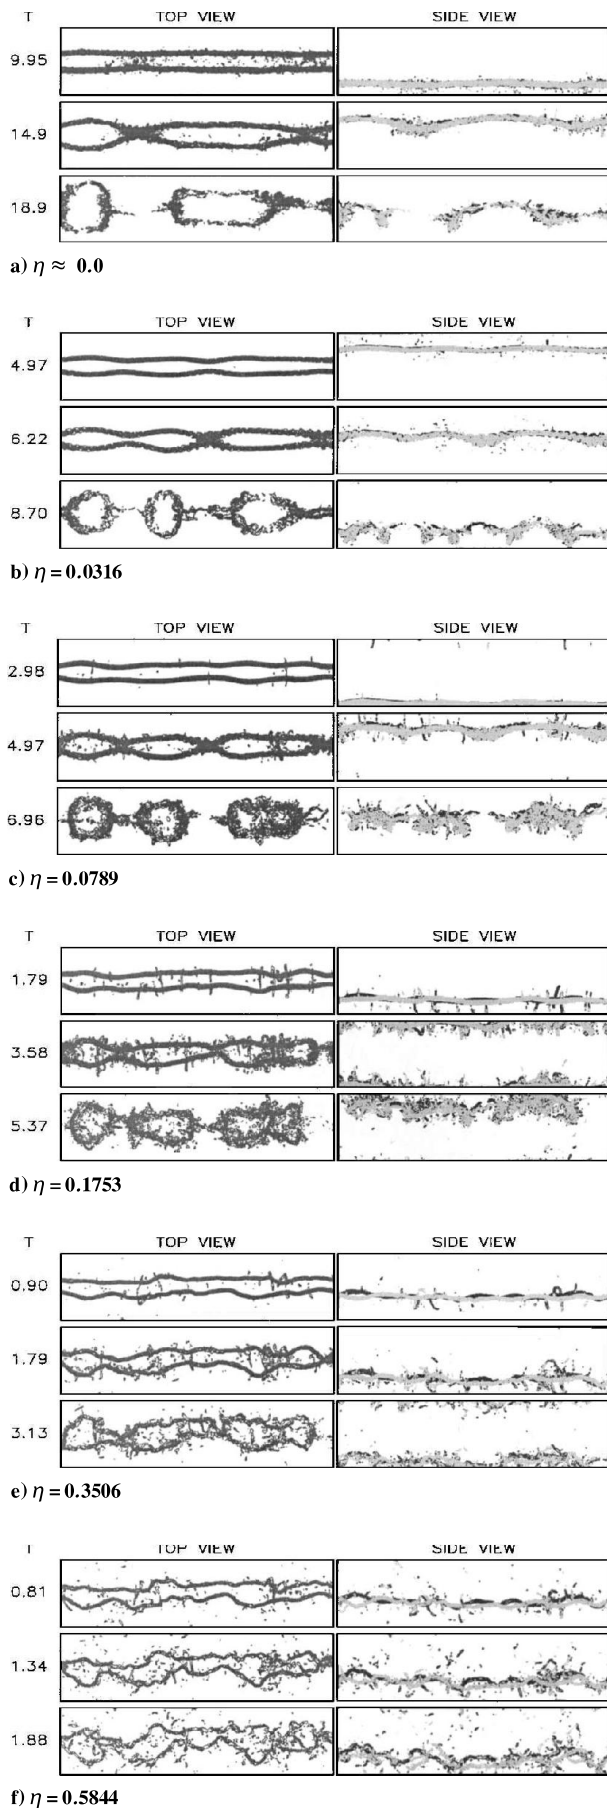 T TOP VIEW SIDE VIEW
9.95
14.9
18.9
a) η ≈ 0.0
T TOP VIEW SIDE VIEW
4.97
6.22
8.70
b) η = 0.0316
T TOP VIEW SIDE VIEW
2.98
4.97
6.96
c) η = 0.0789
T TOP VIEW SIDE VIEW
1.79
3.58
5.37
d) η = 0.1753
T TOP VIEW SIDE VIEW
0.90
1.79
3.13
e) η = 0.3506
T TOP VIEW SIDE VIEW
0.81
1.34
1.88
f) η = 0.5844